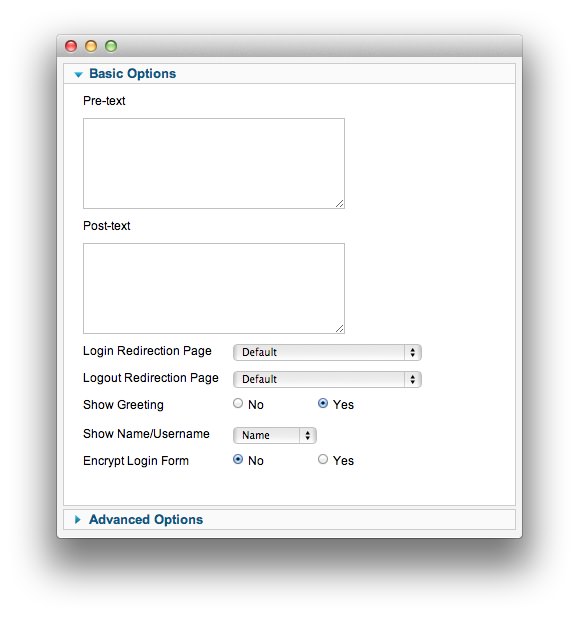 Basic Options
Pre-text
Post-text
Login Redirection Page Default
Logout Redirection Page Default
Show Greeting No Yes
Show Name/Username Name
Encrypt Login Form No Yes
Advanced Options